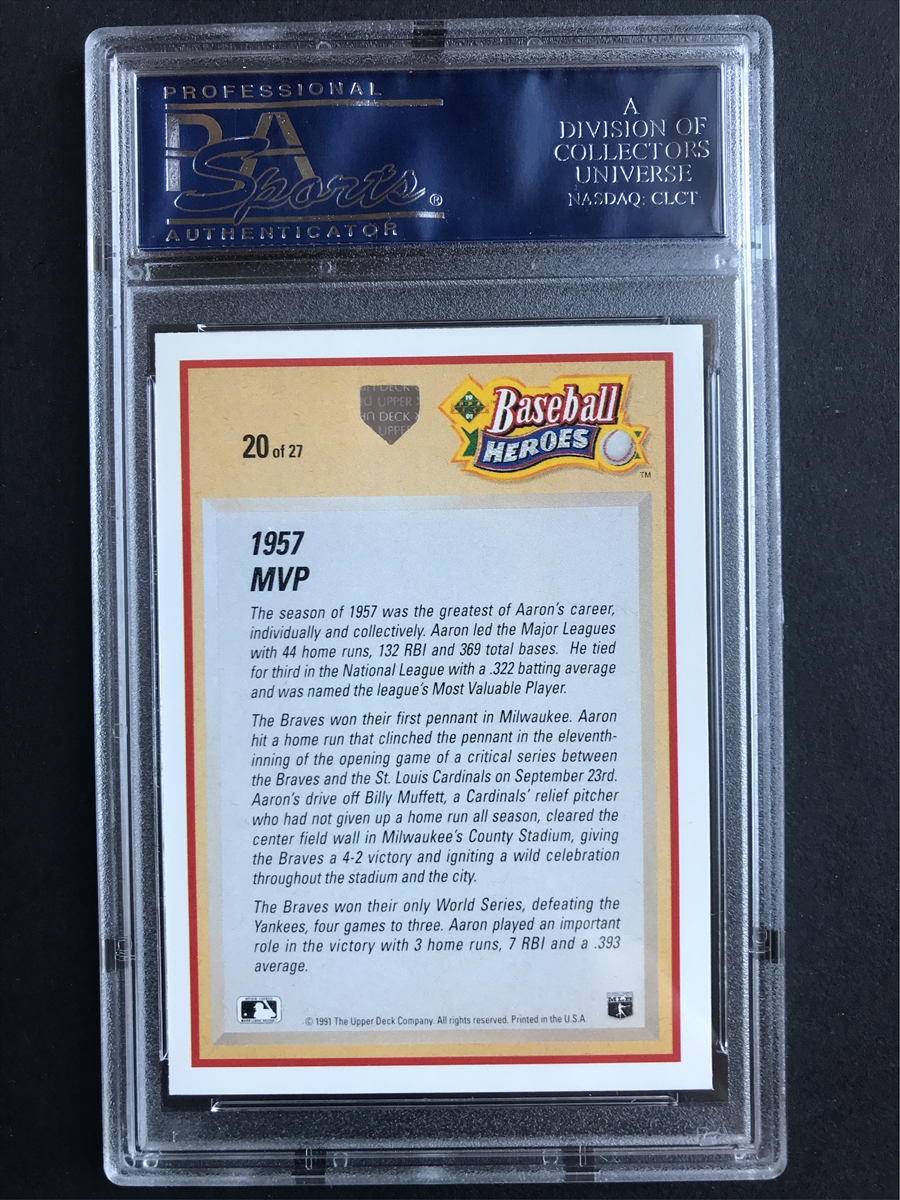 PROFESSIONAL
PSA
Sports®
AUTHENTICATOR
A
DIVISION OF
COLLECTORS
UNIVERSE
NASDAQ: CLCT
DECK
UPPER
DECK
UPPER
19
91
Baseball
HEROES
TM
20 of 27
1957
MVP
The season of 1957 was the greatest of Aaron's career,
individually and collectively. Aaron led the Major Leagues
with 44 home runs, 132 RBI and 369 total bases. He tied
for third in the National League with a .322 batting average
and was named the league's Most Valuable Player.
The Braves won their first pennant in Milwaukee. Aaron
hit a home run that clinched the pennant in the eleventh-
inning of the opening game of a critical series between
the Braves and the St. Louis Cardinals on September 23rd.
Aaron's drive off Billy Muffett, a Cardinals' relief pitcher
who had not given up a home run all season, cleared the
center field wall in Milwaukee's County Stadium, giving
the Braves a 4-2 victory and igniting a wild celebration
throughout the stadium and the city.
The Braves won their only World Series, defeating the
Yankees, four games to three. Aaron played an important
role in the victory with 3 home runs, 7 RBI and a .393
average.
© 1991 The Upper Deck Company. All rights reserved. Printed in the U.S.A.
MLB